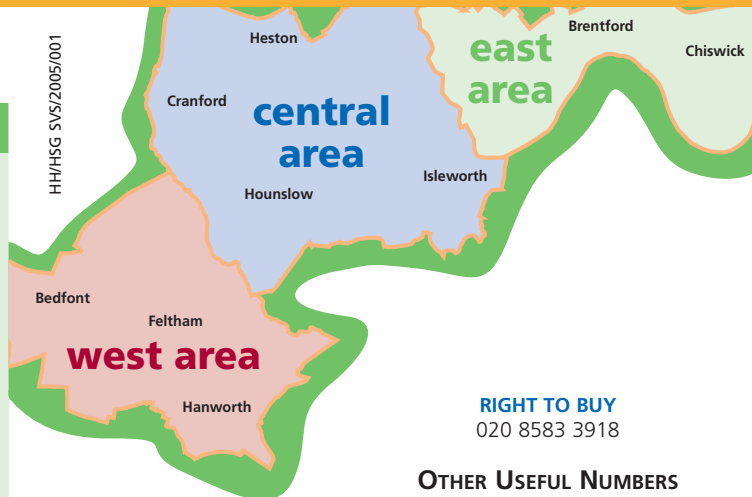 HH/HSG SVS/2005/001
Heston
Cranford
central
area
Hounslow
Isleworth
east
area
Brentford
Chiswick
Bedfont
Feltham
west area
Hanworth
RIGHT TO BUY
020 8583 3918
OTHER USEFUL NUMBERS